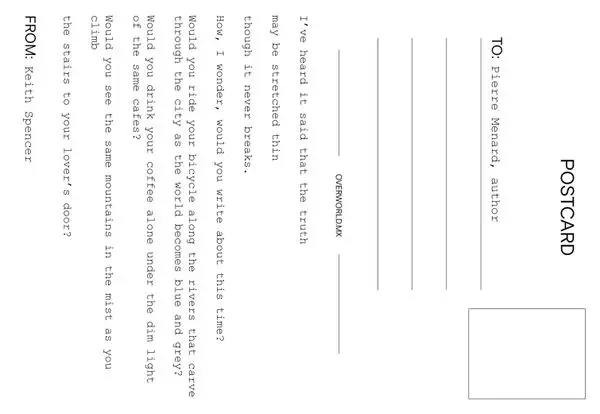 POSTCARD
TO: Pierre Menard, author
OVERWORLD.MX
I've heard it said that the truth
may be stretched thin
though it never breaks.
How, I wonder, would you write about this time?
Would you ride your bicycle along the rivers that carve
through the city as the world becomes blue and grey?
Would you drink your coffee alone under the dim light
of the same cafes?
Would you see the same mountains in the mist as you
climb
the stairs to your lover's door?
FROM: Keith Spencer